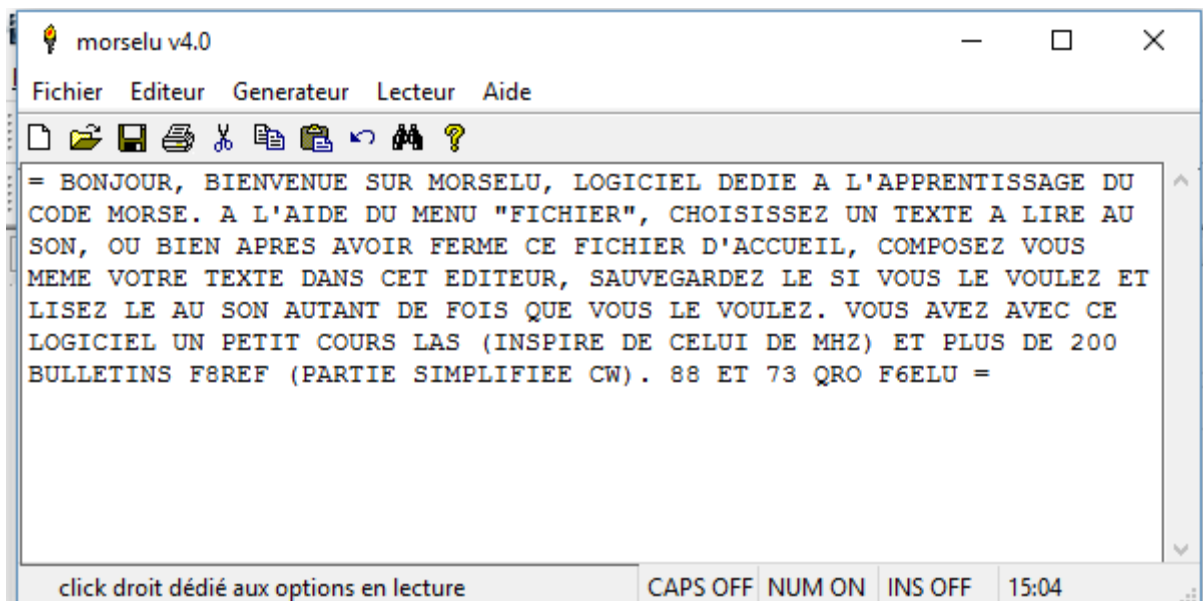 morselu v4.0
Fichier Editeur Generateur Lecteur Aide
= BONJOUR, BIENVENUE SUR MORSELU, LOGICIEL DEDIE A L'APPRENTISSAGE DU
CODE MORSE. A L'AIDE DU MENU "FICHIER", CHOISISSEZ UN TEXTE A LIRE AU
SON, OU BIEN APRES AVOIR FERME CE FICHIER D'ACCUEIL, COMPOSEZ VOUS
MEME VOTRE TEXTE DANS CET EDITEUR, SAUVEGARDEZ LE SI VOUS LE VOULEZ ET
LISEZ LE AU SON AUTANT DE FOIS QUE VOUS LE VOULEZ. VOUS AVEZ AVEC CE
LOGICIEL UN PETIT COURS LAS (INSPIRE DE CELUI DE MHZ) ET PLUS DE 200
BULLETINS F8REF (PARTIE SIMPLIFIEE CW). 88 ET 73 QRO F6ELU =
click droit dédié aux options en lecture CAPS OFF NUM ON INS OFF 15:04